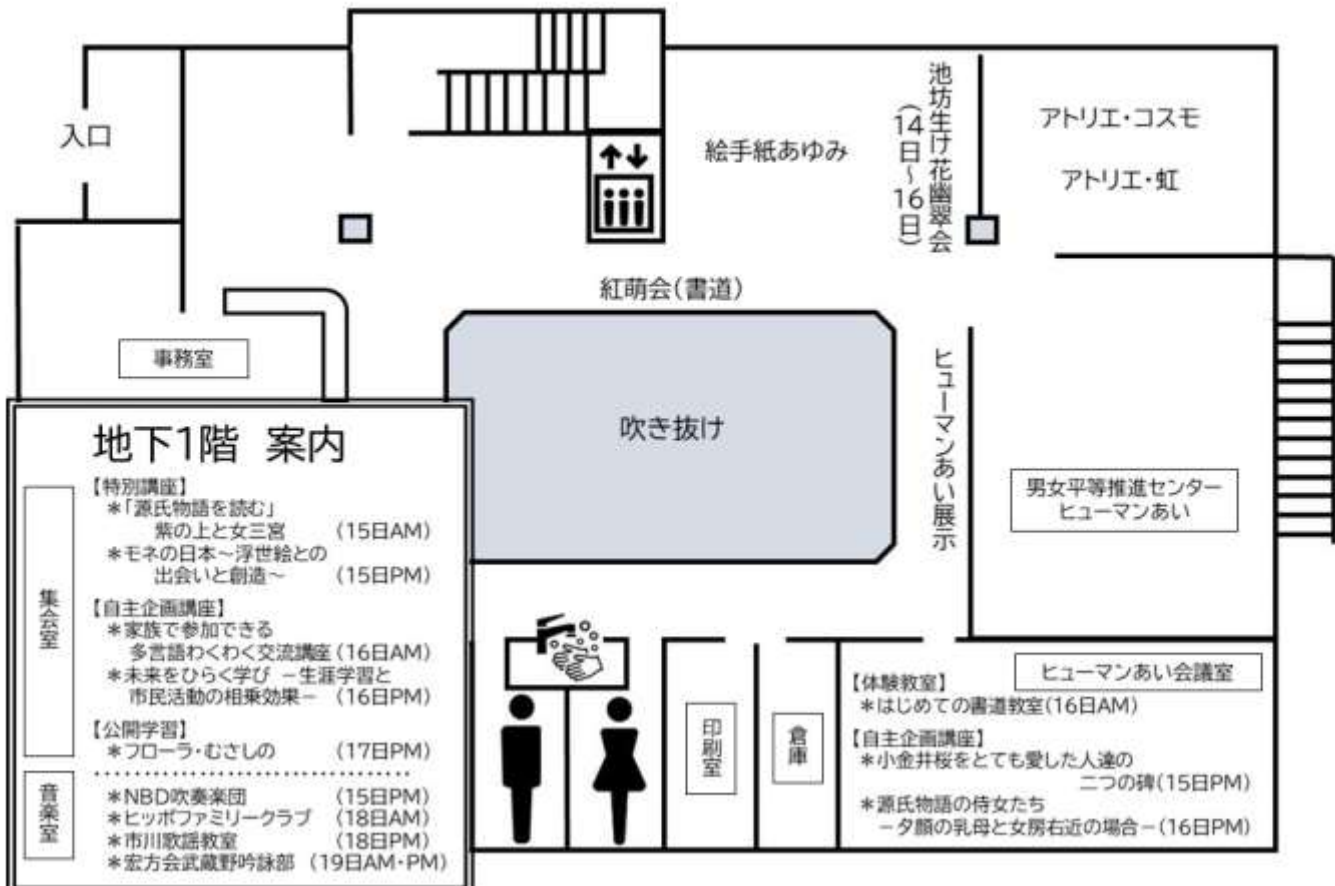 入口
絵手紙あゆみ
池坊生け花幽翠会
(14日～16日)
アトリエ・コスモ
アトリエ・虹
紅萌会(書道)
事務室
吹き抜け
ヒューマンあい展示
男女平等推進センター
ヒューマンあい
地下1階 案内
集会室
【特別講座】
＊「源氏物語を読む」
紫の上と女三宮 (15日AM)
＊モネの日本～浮世絵との
出会いと創造～ (15日PM)
【自主企画講座】
＊家族で参加できる
多言語わくわく交流講座(16日AM)
＊未来をひらく学び －生涯学習と
市民活動の相乗効果－ (16日PM)
【公開学習】
＊フローラ・むさしの (17日PM)
音楽室
＊NBD吹奏楽団 (15日PM)
＊ヒッポファミリークラブ (18日AM)
＊市川歌謡教室 (18日PM)
＊宏方会武蔵野吟詠部 (19日AM・PM)
印刷室
倉庫
ヒューマンあい会議室
【体験教室】
＊はじめての書道教室(16日AM)
【自主企画講座】
＊小金井桜をとても愛した人達の
二つの碑(15日PM)
＊源氏物語の侍女たち
－夕顔の乳母と女房右近の場合－(16日PM)